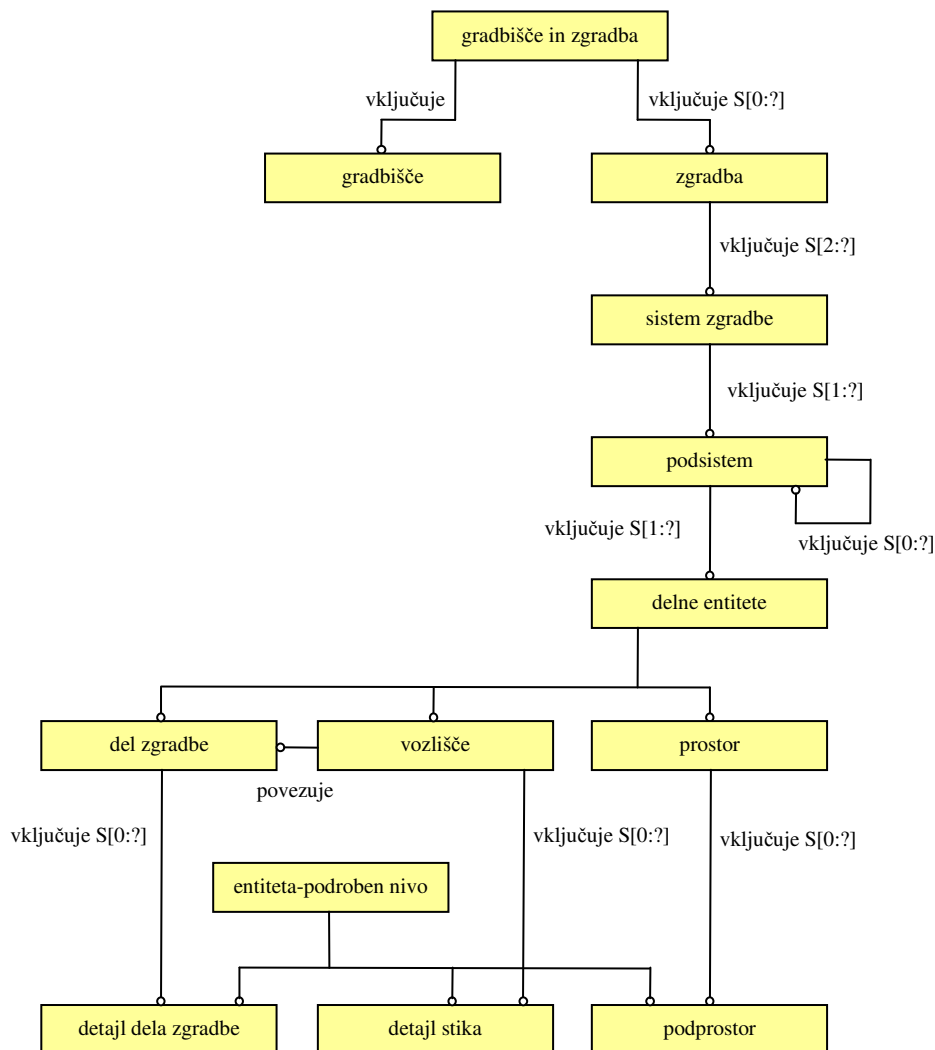 gradbišče in zgradba
vključuje
vključuje S[0:?]
gradbišče
zgradba
vključuje S[2:?]
sistem zgradbe
vključuje S[1:?]
podsistem
vključuje S[1:?]
vključuje S[0:?]
delne entitete
del zgradbe
vozlišče
prostor
povezuje
vključuje S[0:?]
vključuje S[0:?]
vključuje S[0:?]
entiteta-podroben nivo
detajl dela zgradbe
detajl stika
podprostor